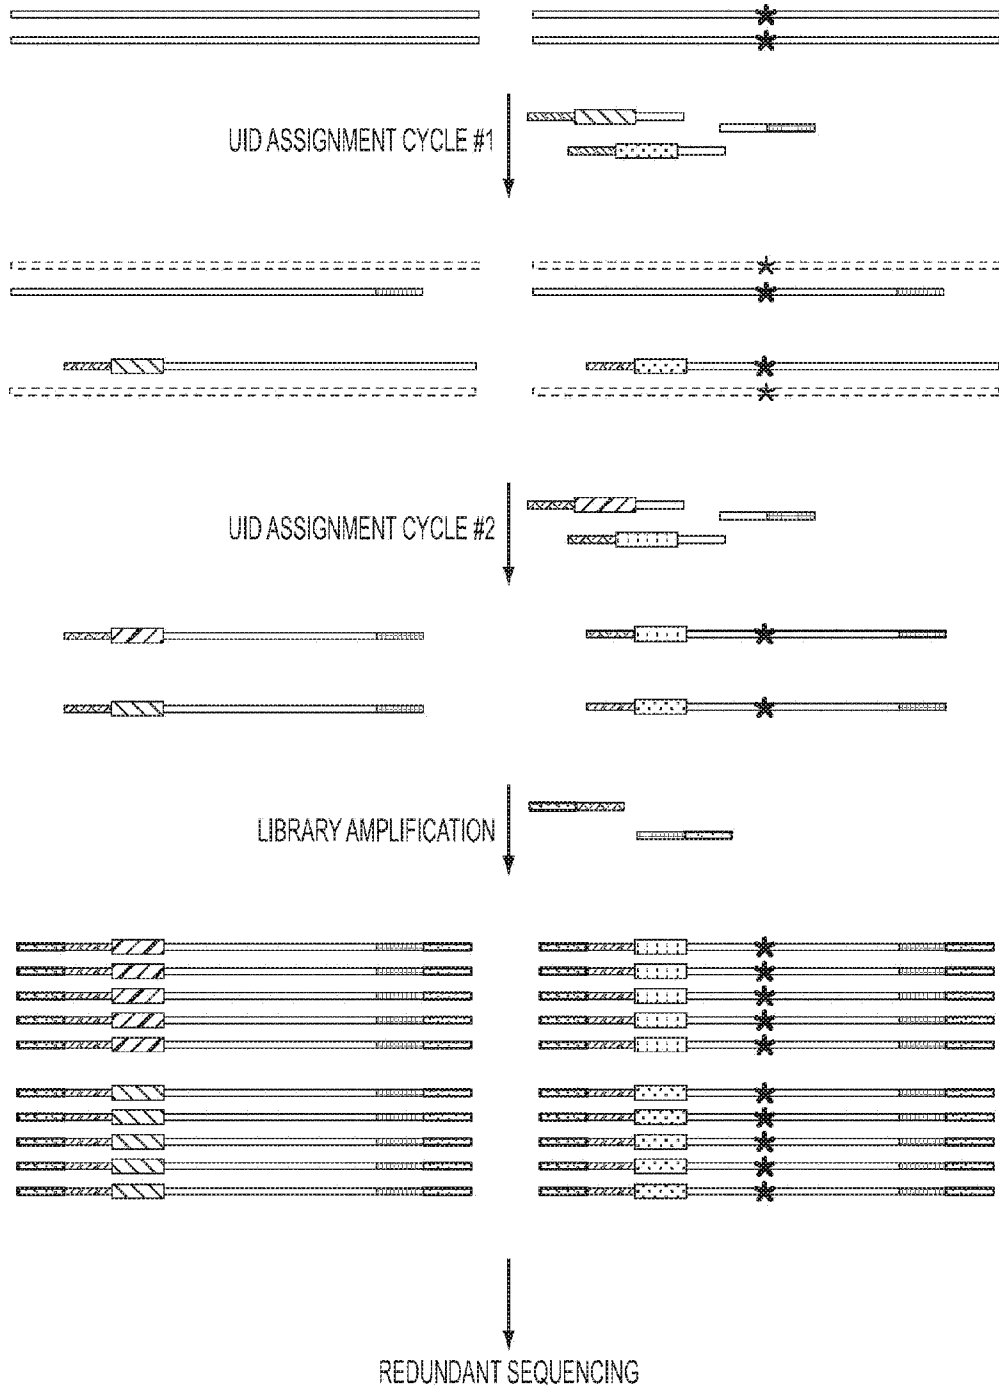 UID ASSIGNMENT CYCLE #1
UID ASSIGNMENT CYCLE #2
LIBRARY AMPLIFICATION
REDUNDANT SEQUENCING